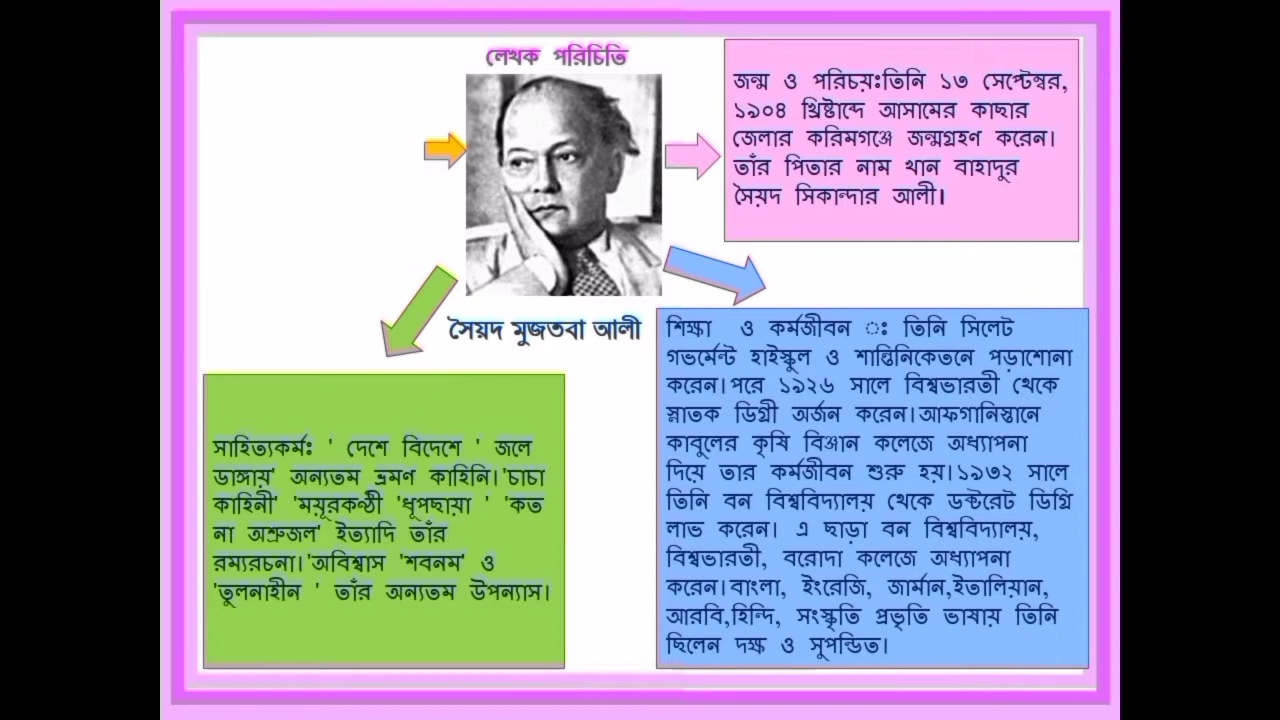 লেখক পরিচিতি
জন্ম ও পরিচয়ঃতিনি ১৩ সেপ্টেম্বর,
১৯০৪ খ্রিষ্টাব্দে আসামের কাছার
জেলার করিমগঞ্জে জন্মগ্রহণ করেন।
তাঁর পিতার নাম খান বাহাদুর
সৈয়দ সিকান্দার আলী।
সৈয়দ মুজতবা আলী
শিক্ষা ও কর্মজীবন ঃ তিনি সিলেট
গভর্মেন্ট হাইস্কুল ও শান্তিনিকেতনে পড়াশোনা
করেন।পরে ১৯২৬ সালে বিশ্বভারতী থেকে
স্নাতক ডিগ্রী অর্জন করেন।আফগানিস্তানে
কাবুলের কৃষি বিজ্ঞান কলেজে অধ্যাপনা
দিয়ে তার কর্মজীবন শুরু হয়।১৯৩২ সালে
তিনি বন বিশ্ববিদ্যালয় থেকে ডক্টরেট ডিগ্রি
লাভ করেন। এ ছাড়া বন বিশ্ববিদ্যালয়,
বিশ্বভারতী, বরোদা কলেজে অধ্যাপনা
করেন।বাংলা, ইংরেজি, জার্মান,ইতালিয়ান,
আরবি,হিন্দি, সংস্কৃতি প্রভৃতি ভাষায় তিনি
ছিলেন দক্ষ ও সুপন্ডিত।
সাহিত্যকর্মঃ ' দেশে বিদেশে ' জলে
ডাঙ্গায়' অন্যতম ভ্রমণ কাহিনি।'চাচা
কাহিনী' 'ময়ূরকণ্ঠী 'ধূপছায়া ' 'কত
না অশ্রুজল' ইত্যাদি তাঁর
রম্যরচনা।'অবিশ্বাস 'শবনম' ও
'তুলনাহীন ' তাঁর অন্যতম উপন্যাস।